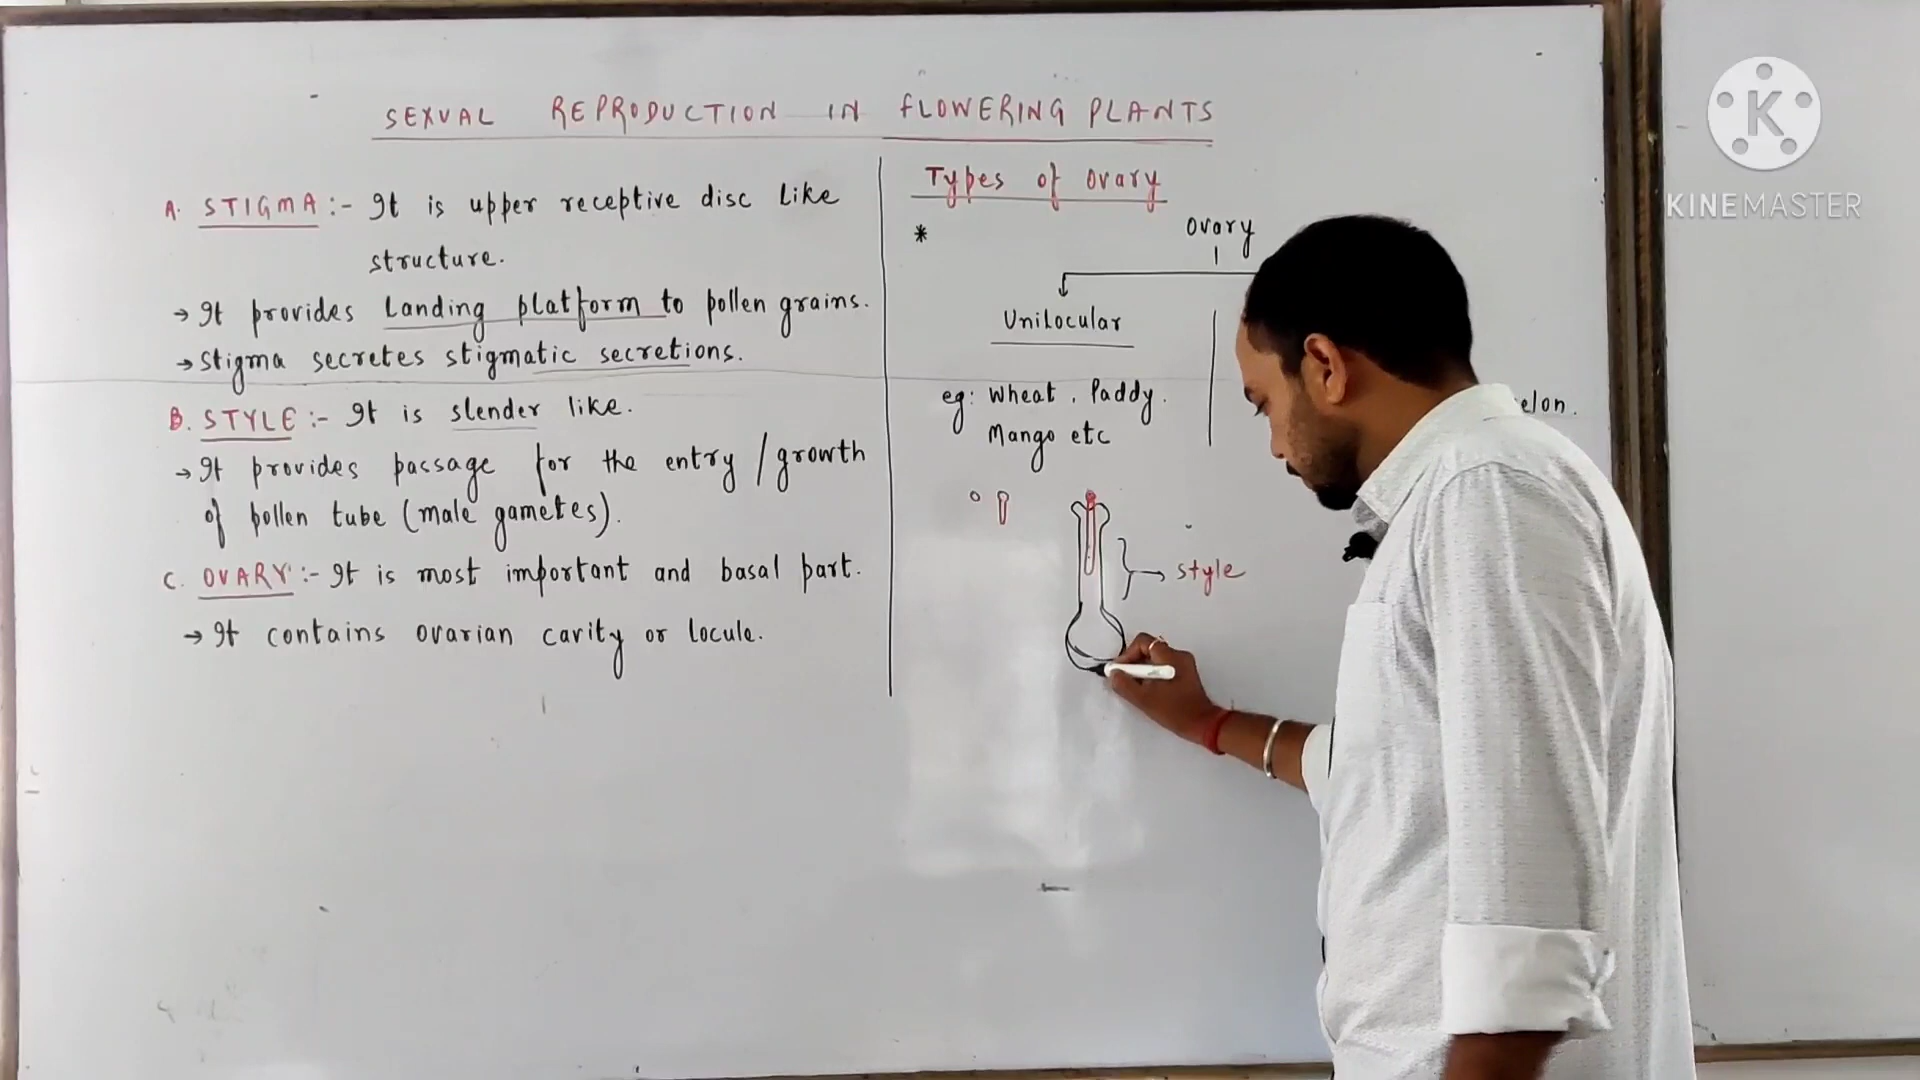 SEXUAL REPRODUCTION IN FLOWERING PLANTS
A. STIGMA :- It is upper receptive disc like
structure.
→ It provides Landing platform to pollen grains.
→ Stigma secretes stigmatic secretions.
B. STYLE :- It is slender like.
→ It provides passage for the entry / growth
of pollen tube (male gametes).
C. OVARY :- It is most important and basal part.
→ It contains ovarian cavity or locule.
Types of ovary
*
ovary
Unilocular
eg: Wheat, Paddy.
Mango etc
elon.
style
K
KINEMASTER